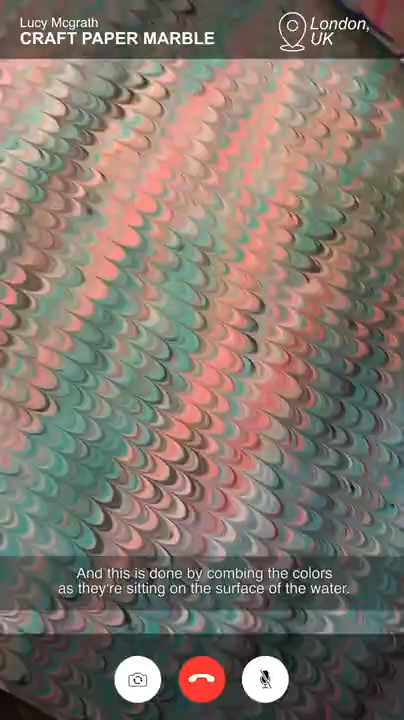 Lucy Mcgrath
CRAFT PAPER MARBLE
London,
UK
And this is done by combing the colors
as they're sitting on the surface of the water.